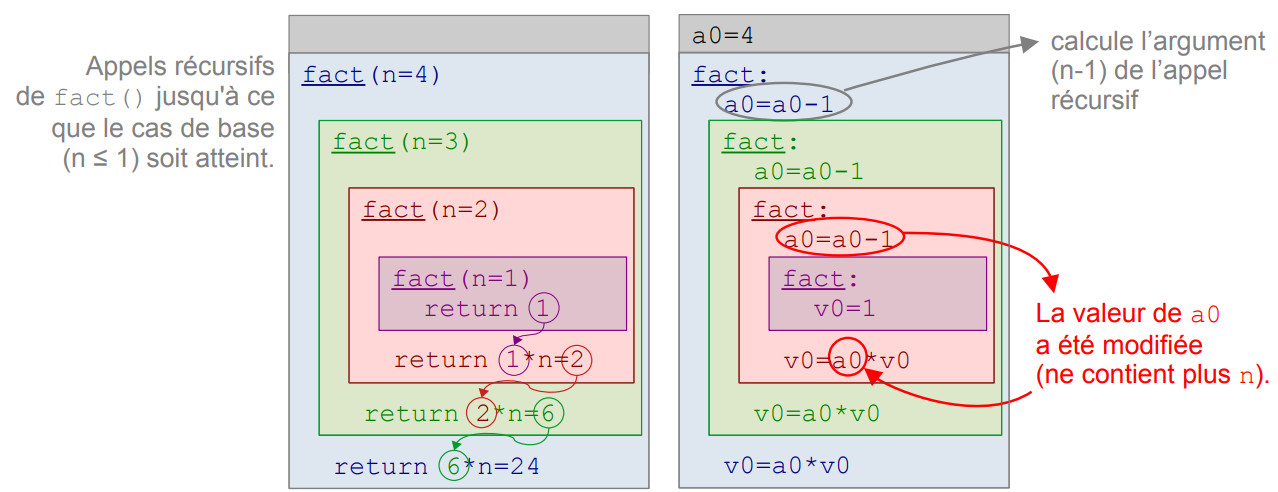 Appels récursifs
de fact() jusqu'à ce
que le cas de base
(n ≤ 1) soit atteint.
fact(n=4)
fact(n=3)
fact(n=2)
fact(n=1)
return 1
return 1*n=2
return 2*n=6
return 6*n=24
a0=4
fact:
a0=a0-1
fact:
a0=a0-1
fact:
a0=a0-1
fact:
v0=1
v0=a0*v0
v0=a0*v0
v0=a0*v0
calcule l’argument
(n-1) de l’appel
récursif
La valeur de a0
a été modifiée
(ne contient plus n).